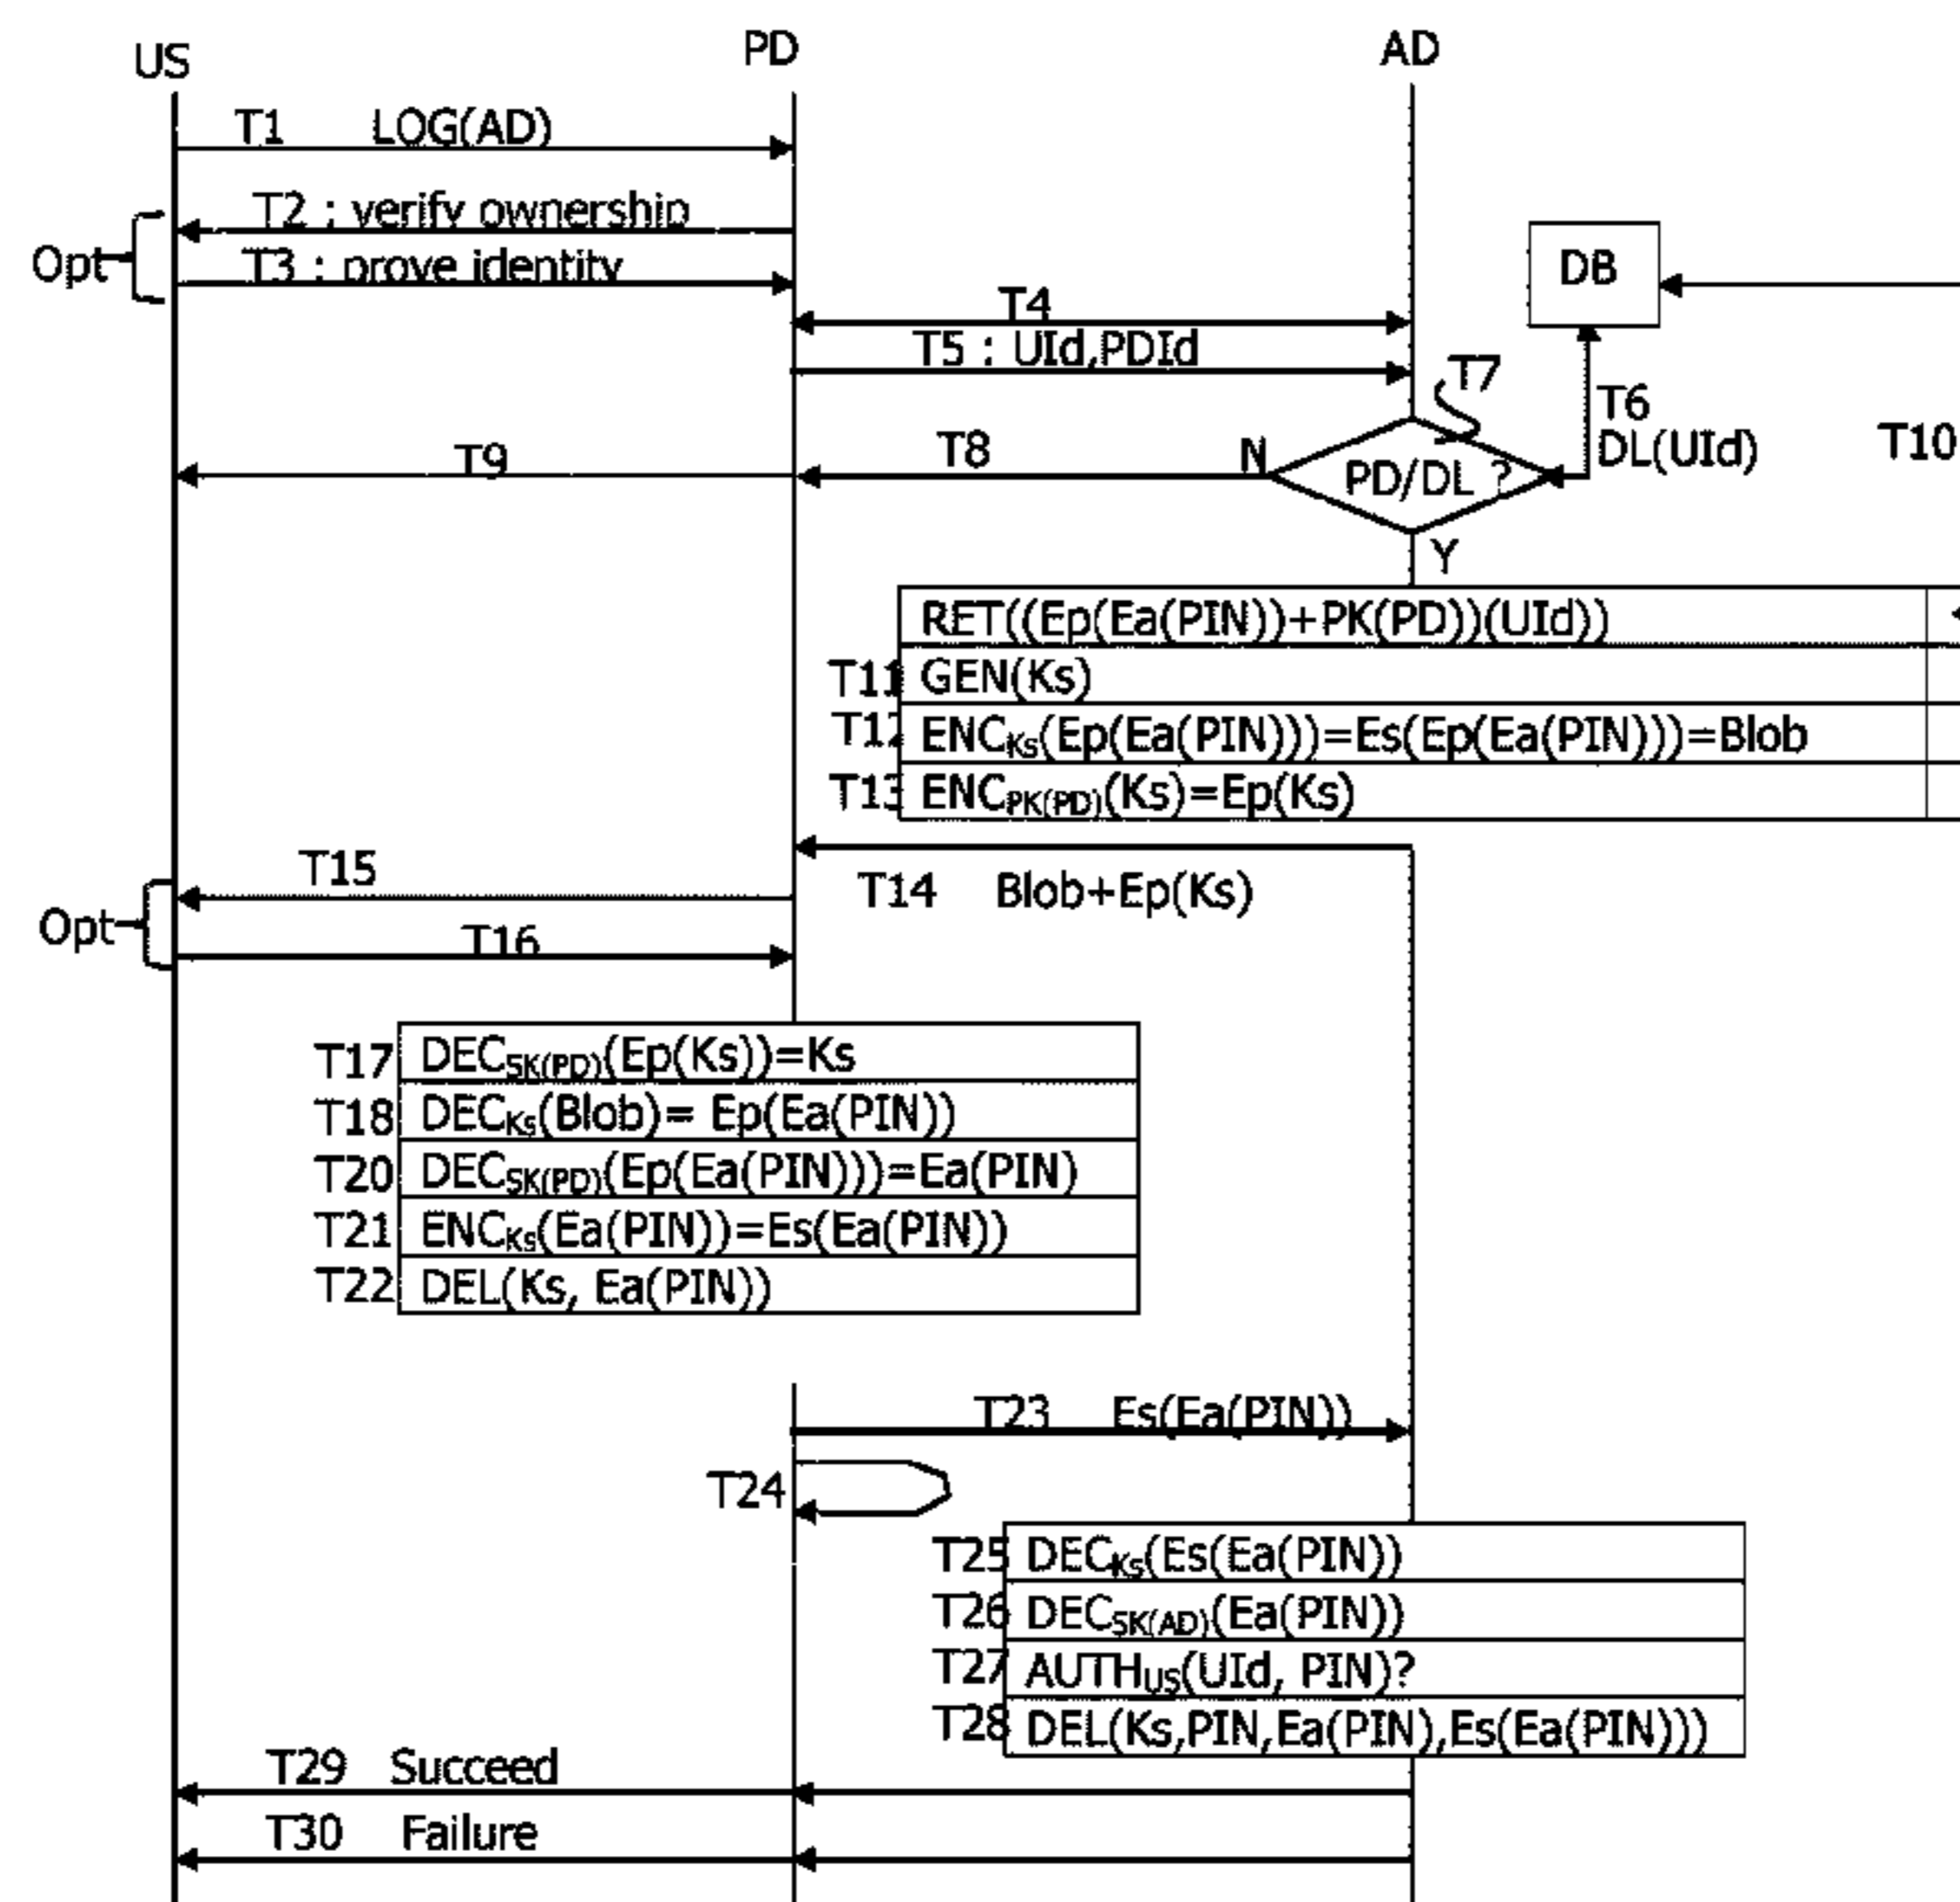 US PD AD
T1 LOG(AD)
T2 : verify ownership
Opt
T3 : prove identity
DB
T4
T5 : UId,PDId
T7
T6
DL(UId)
T10
T9
T8
N
PD/DL ?
Y
RET((Ep(Ea(PIN))+PK(PD))(UId))
T11 GEN(Ks)
T12 ENCKs(Ep(Ea(PIN)))=Es(Ep(Ea(PIN)))=Blob
T13 ENCPK(PD)(Ks)=Ep(Ks)
T15
T14 Blob+Ep(Ks)
Opt
T16
T17 DECSK(PD)(Ep(Ks))=Ks
T18 DECKs(Blob)= Ep(Ea(PIN))
T20 DECSK(PD)(Ep(Ea(PIN)))=Ea(PIN)
T21 ENCKs(Ea(PIN))=Es(Ea(PIN))
T22 DEL(Ks, Ea(PIN))
T23 Es(Ea(PIN))
T24
T25 DECKs(Es(Ea(PIN))
T26 DECSK(AD)(Ea(PIN))
T27 AUTHUS(UId, PIN)?
T28 DEL(Ks,PIN,Ea(PIN),Es(Ea(PIN)))
T29 Succeed
T30 Failure